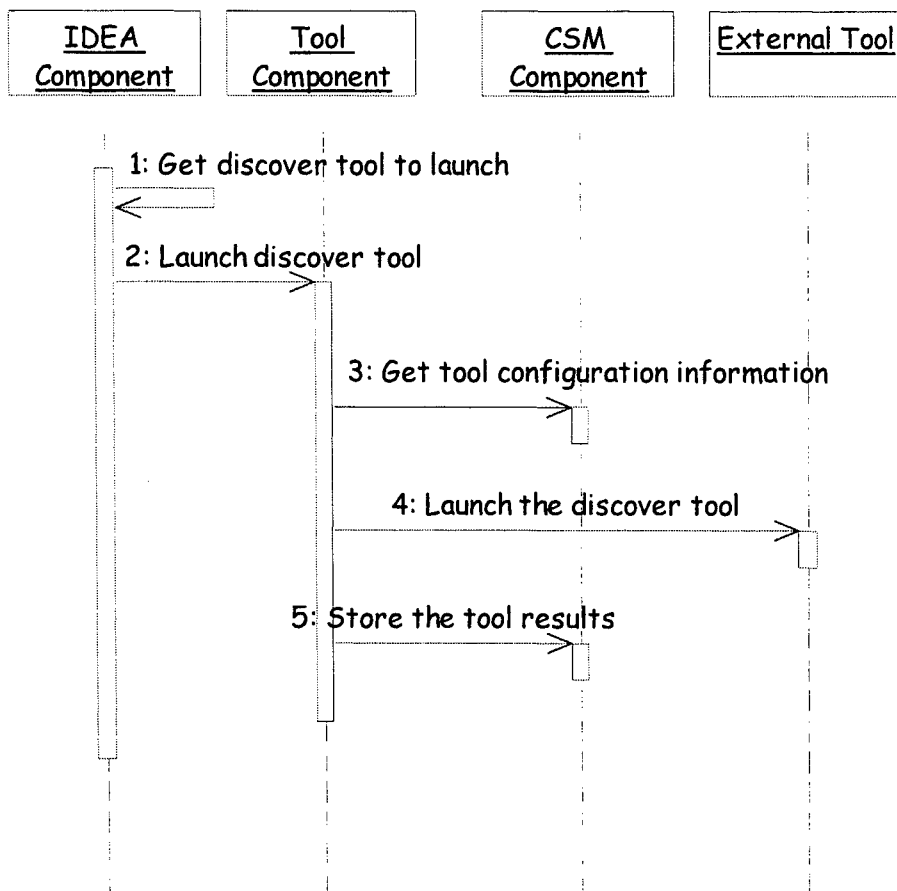 IDEA
Component
Tool
Component
CSM
Component
External Tool
1: Get discover tool to launch
2: Launch discover tool
3: Get tool configuration information
4: Launch the discover tool
5: Store the tool results